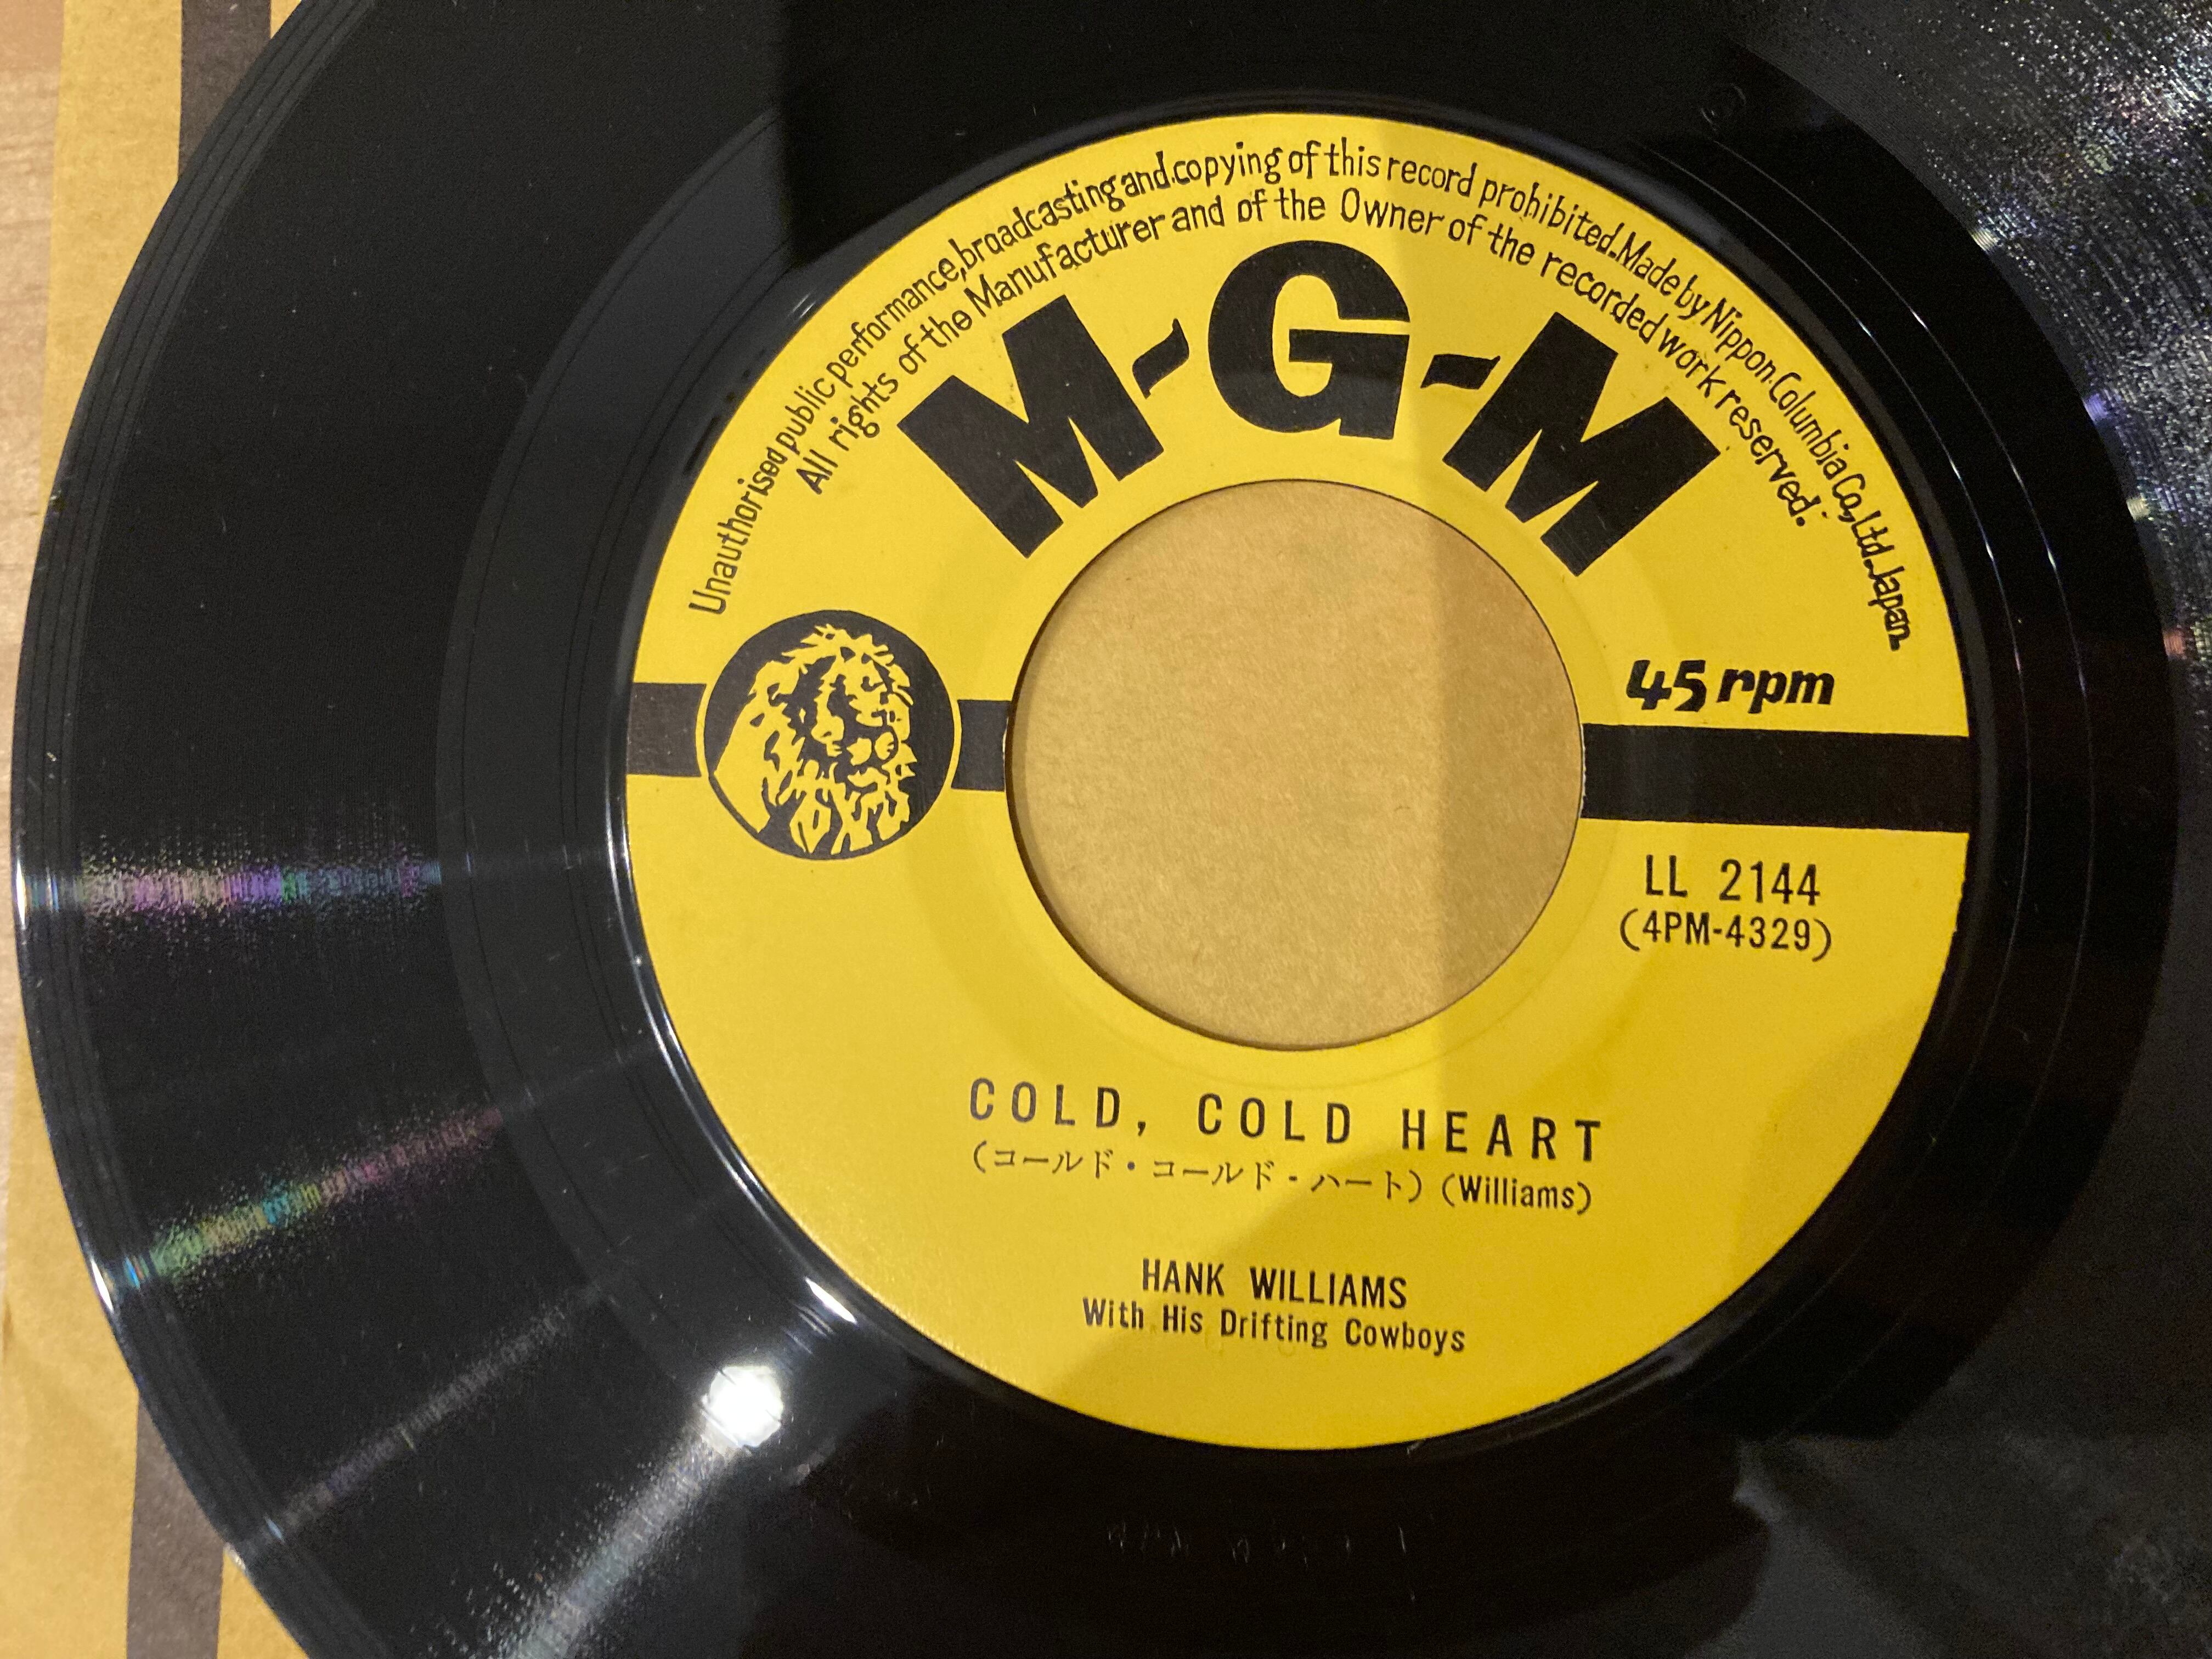 Unauthorised public performance, broadcasting and copying of this record prohibited. Made by Nippon Columbia Co., Ltd. Japan.
All rights of the Manufacturer and of the Owner of the recorded work reserved.
M-G-M
45 rpm
LL 2144
(4PM-4329)
COLD, COLD HEART
(コールド・コールド・ハート) (Williams)
HANK WILLIAMS
With His Drifting Cowboys